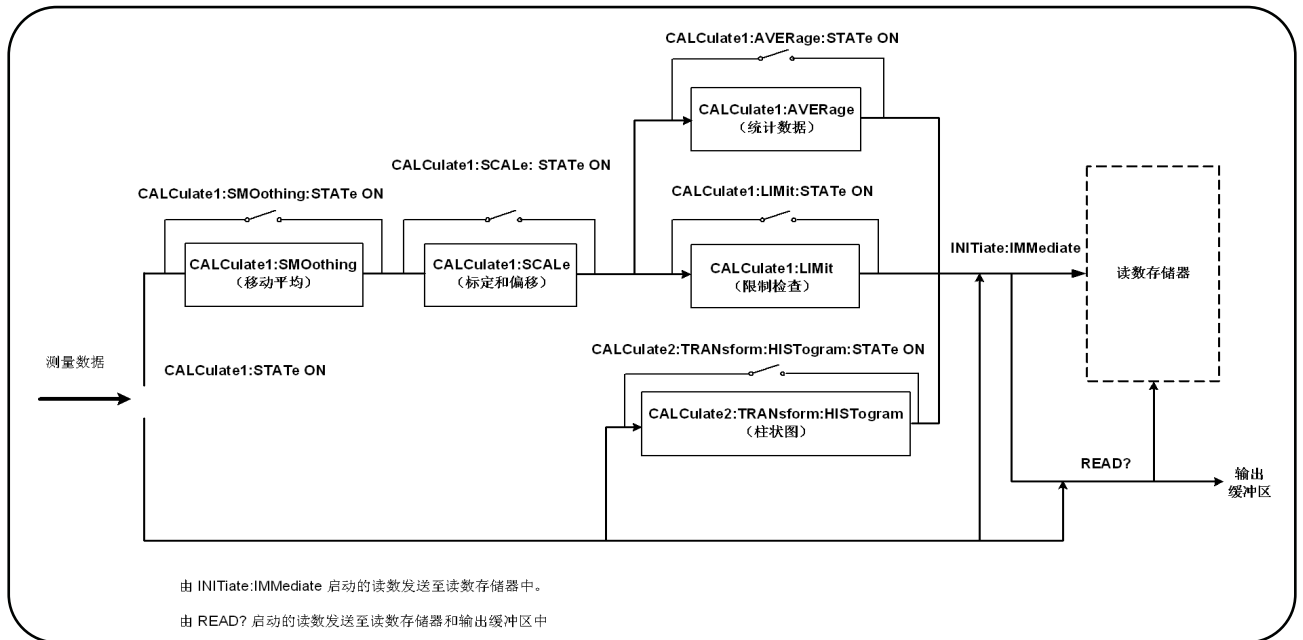 CALCulate1:AVERage:STATe ON
CALCulate1:AVERage
（统计数据）
CALCulate1:SCALe: STATe ON
CALCulate1:SMOothing:STATe ON
CALCulate1:LIMit:STATe ON
INITiate:IMMediate
CALCulate1:SMOothing
（移动平均）
CALCulate1:SCALe
（标定和偏移）
CALCulate1:LIMit
（限制检查）
读数存储器
测量数据
CALCulate1:STATe ON
CALCulate2:TRANsform:HISTogram:STATe ON
CALCulate2:TRANsform:HISTogram
（柱状图）
READ?
输出
缓冲区
由 INITiate:IMMediate 启动的读数发送至读数存储器中。
由 READ? 启动的读数发送至读数存储器和输出缓冲区中